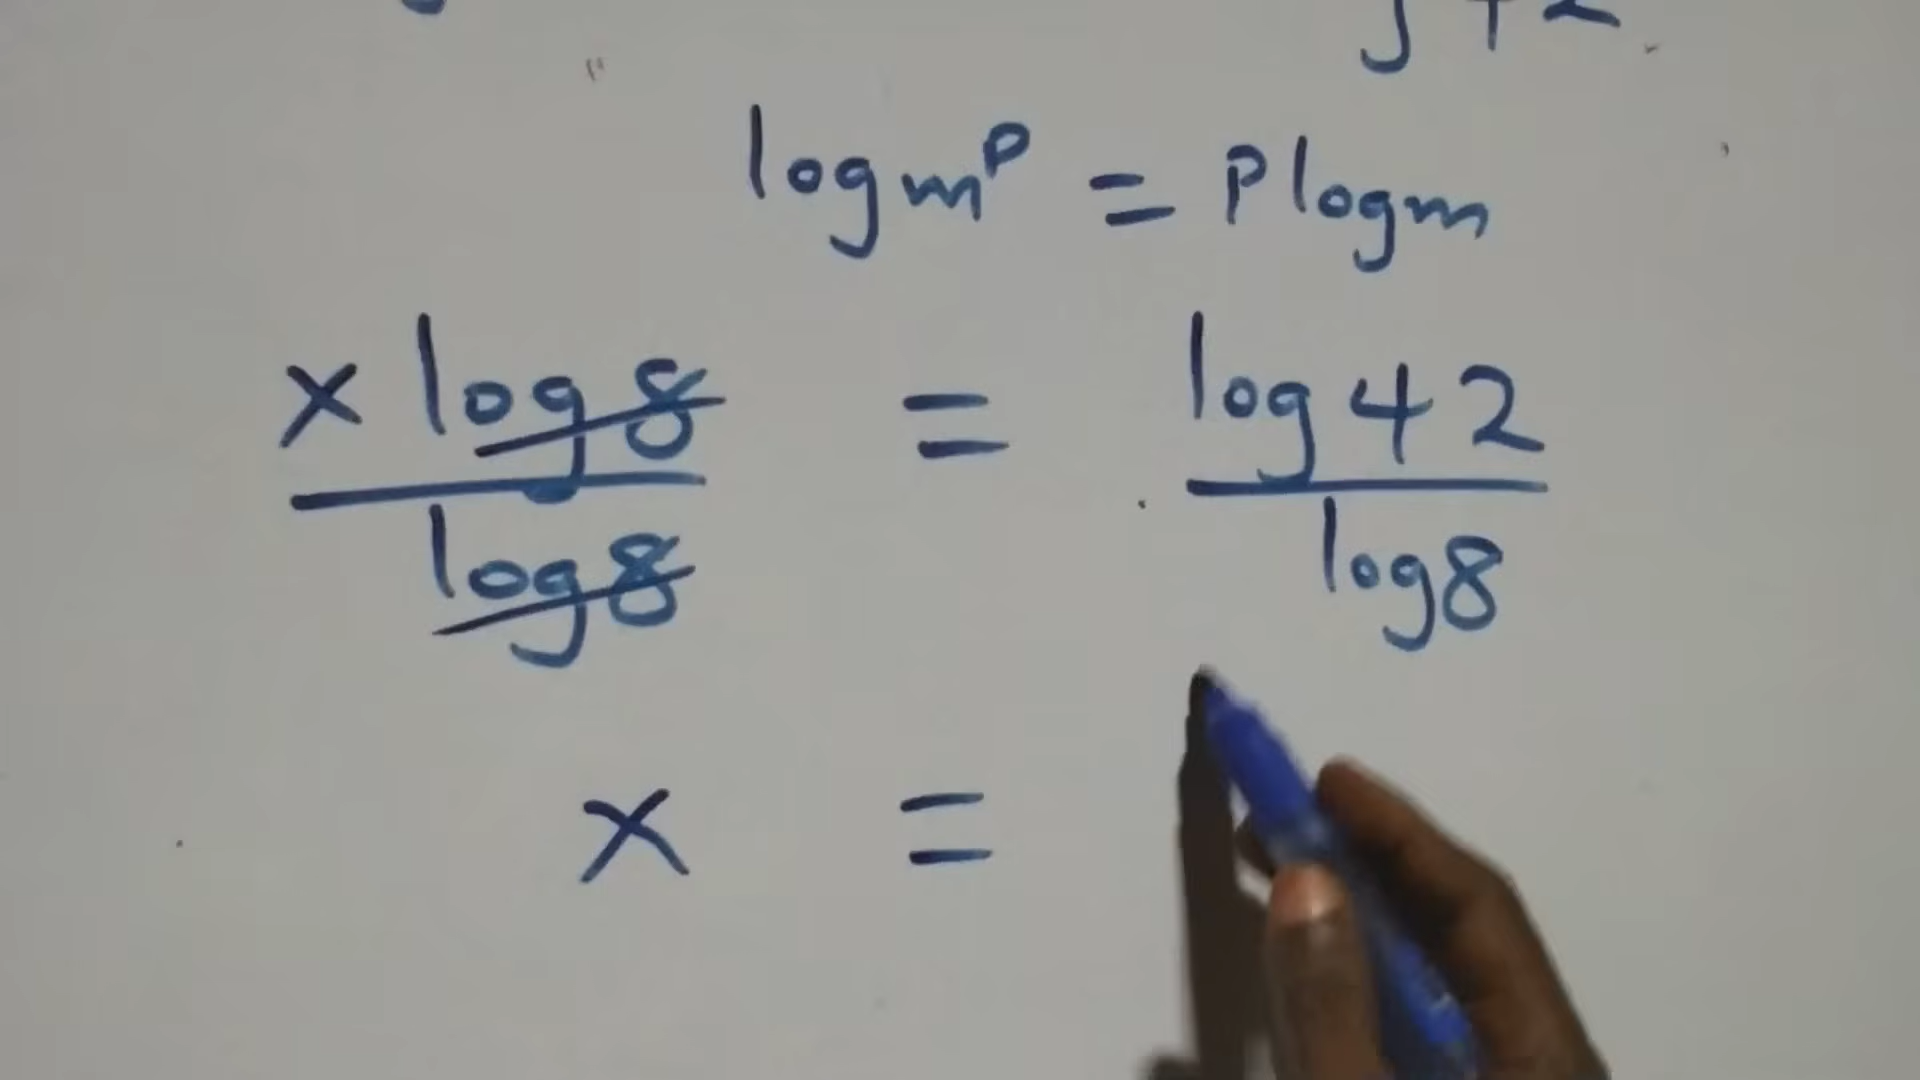 log m^P = P log m
x log 8 = log 42
log 8 log 8
x =